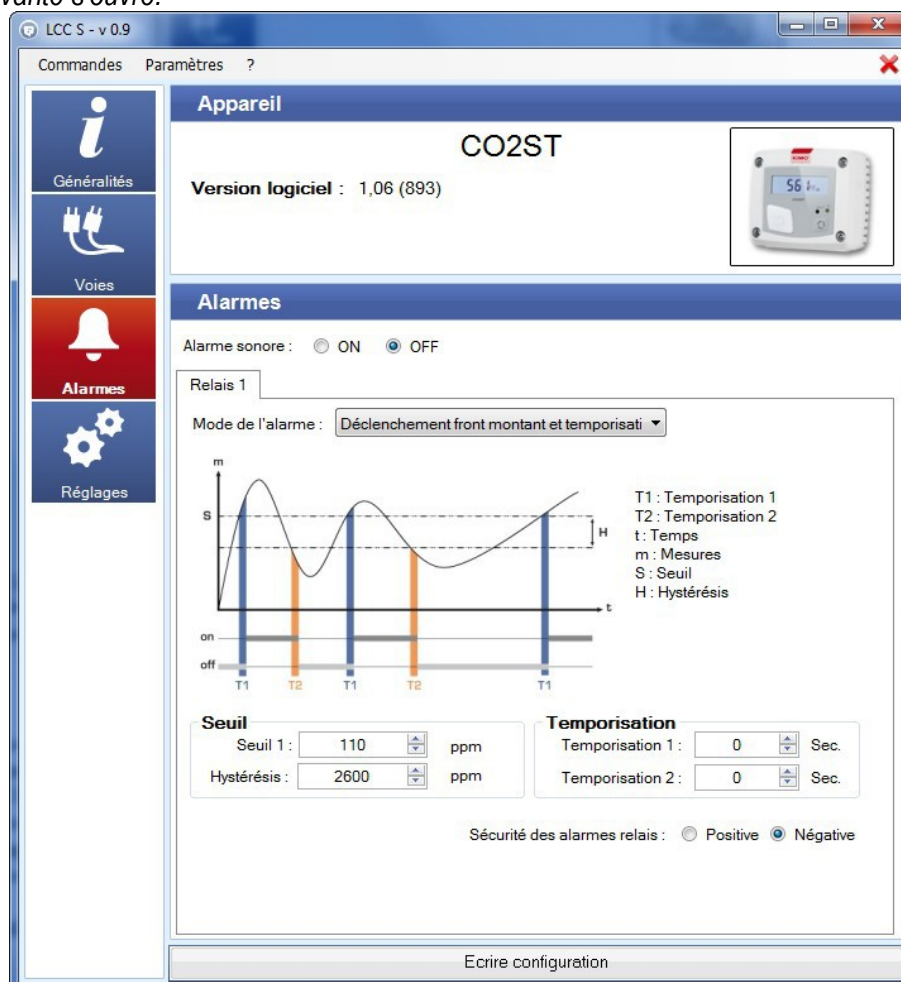 vante s'ouvre.
LCC S - v 0.9
Commandes Paramètres ?
Généralités
Voies
Alarmes
Réglages
Appareil
CO2ST
Version logiciel : 1,06 (893)
KIMO
Alarmes
Alarme sonore : ON OFF
Relais 1
Mode de l'alarme : Déclenchement front montant et temporisati
m
S
H
t
on
off
T1 T2 T1 T2 T1
T1 : Temporisation 1
T2 : Temporisation 2
t : Temps
m : Mesures
S : Seuil
H : Hystérésis
Seuil
Seuil 1 : 110 ppm
Hystérésis : 2600 ppm
Temporisation
Temporisation 1 : 0 Sec.
Temporisation 2 : 0 Sec.
Sécurité des alarmes relais : Positive Négative
Ecrire configuration